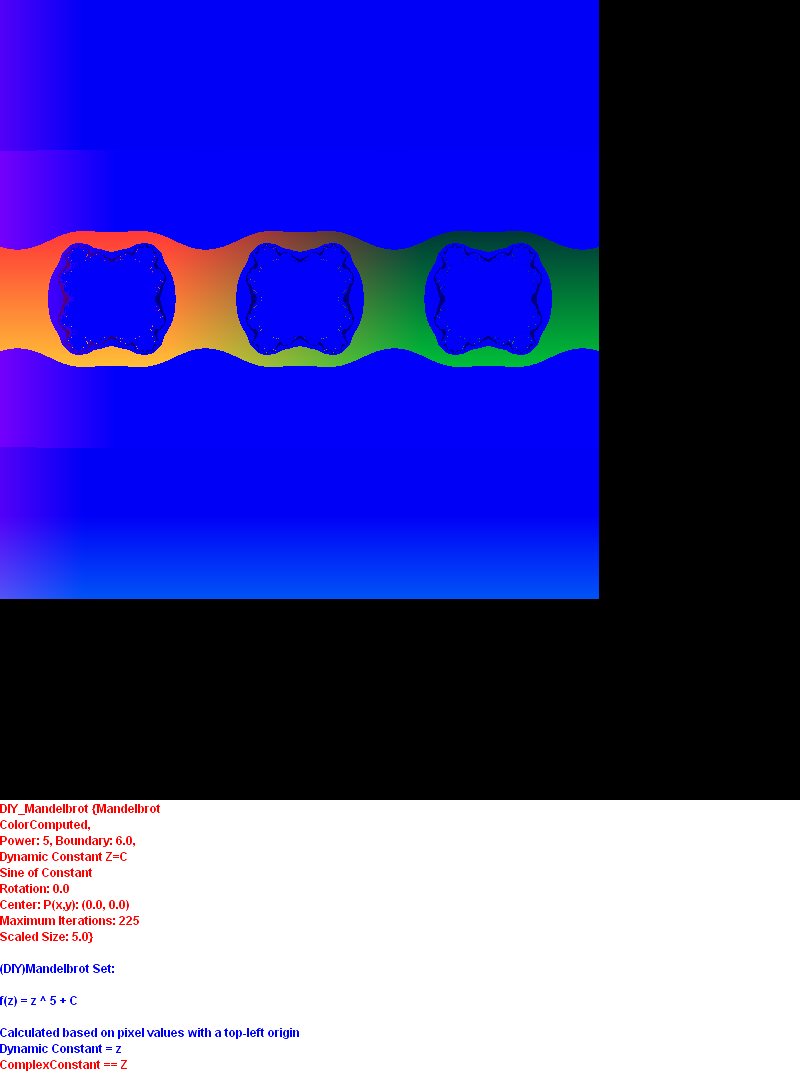 DIY_Mandelbrot {Mandelbrot
ColorComputed,
Power: 5, Boundary: 6.0,
Dynamic Constant Z=C
Sine of Constant
Rotation: 0.0
Center: P(x,y): (0.0, 0.0)
Maximum Iterations: 225
Scaled Size: 5.0}
(DIY)Mandelbrot Set:
f(z) = z ^ 5 + C
Calculated based on pixel values with a top-left origin
Dynamic Constant = z
ComplexConstant == Z